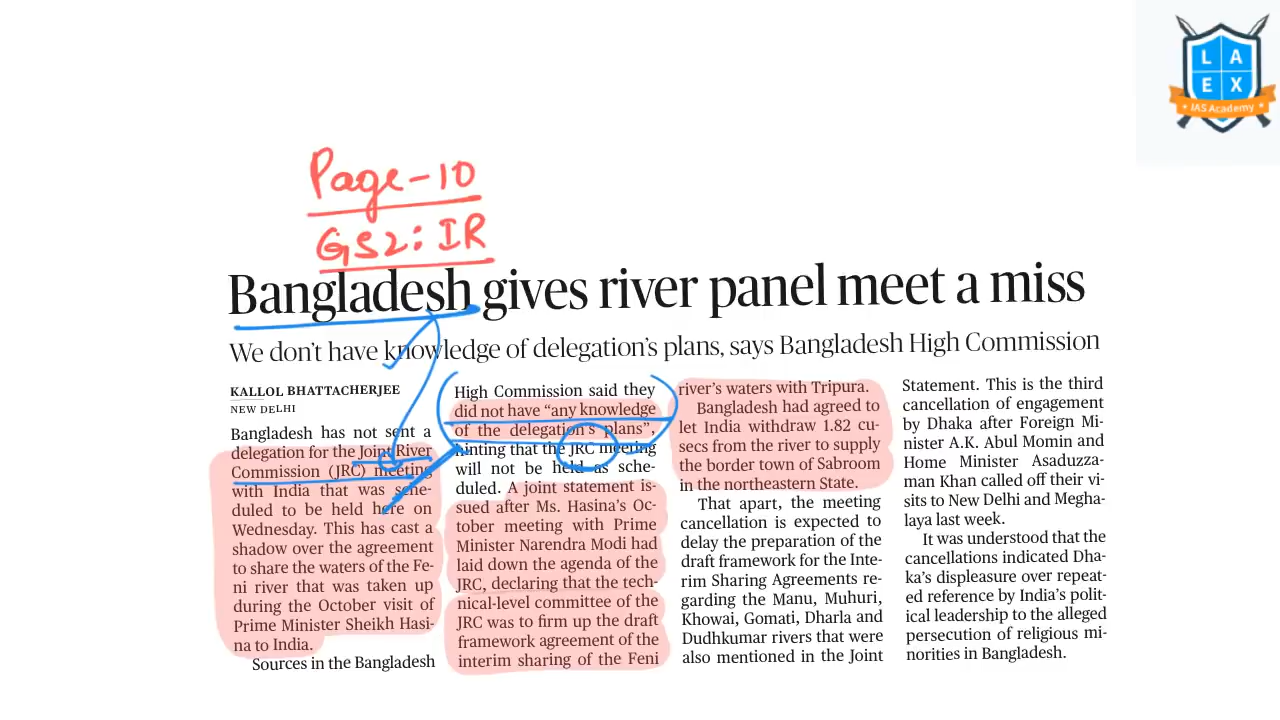 L A
E X
IAS Academy
Page-10
GS2: IR
Bangladesh gives river panel meet a miss
We don't have knowledge of delegation's plans, says Bangladesh High Commission
KALLOL BHATTACHERJEE
NEW DELHI
Bangladesh has not sent a
delegation for the Joint River
Commission (JRC) meeting
with India that was sche-
duled to be held here on
Wednesday. This has cast a
shadow over the agreement
to share the waters of the Fe-
ni river that was taken up
during the October visit of
Prime Minister Sheikh Hasi-
na to India.
Sources in the Bangladesh
High Commission said they
did not have “any knowledge
of the delegation's plans”,
hinting that the JRC meeting
will not be held as sche-
duled. A joint statement is-
sued after Ms. Hasina's Oc-
tober meeting with Prime
Minister Narendra Modi had
laid down the agenda of the
JRC, declaring that the tech-
nical-level committee of the
JRC was to firm up the draft
framework agreement of the
interim sharing of the Feni
river's waters with Tripura.
Bangladesh had agreed to
let India withdraw 1.82 cu-
secs from the river to supply
the border town of Sabroom
in the northeastern State.
That apart, the meeting
cancellation is expected to
delay the preparation of the
draft framework for the Inte-
rim Sharing Agreements re-
garding the Manu, Muhuri,
Khowai, Gomati, Dharla and
Dudhkumar rivers that were
also mentioned in the Joint
Statement. This is the third
cancellation of engagement
by Dhaka after Foreign Mi-
nister A.K. Abul Momin and
Home Minister Asaduzza-
man Khan called off their vi-
sits to New Delhi and Megha-
laya last week.
It was understood that the
cancellations indicated Dha-
ka's displeasure over repeat-
ed reference by India's polit-
ical leadership to the alleged
persecution of religious mi-
norities in Bangladesh.